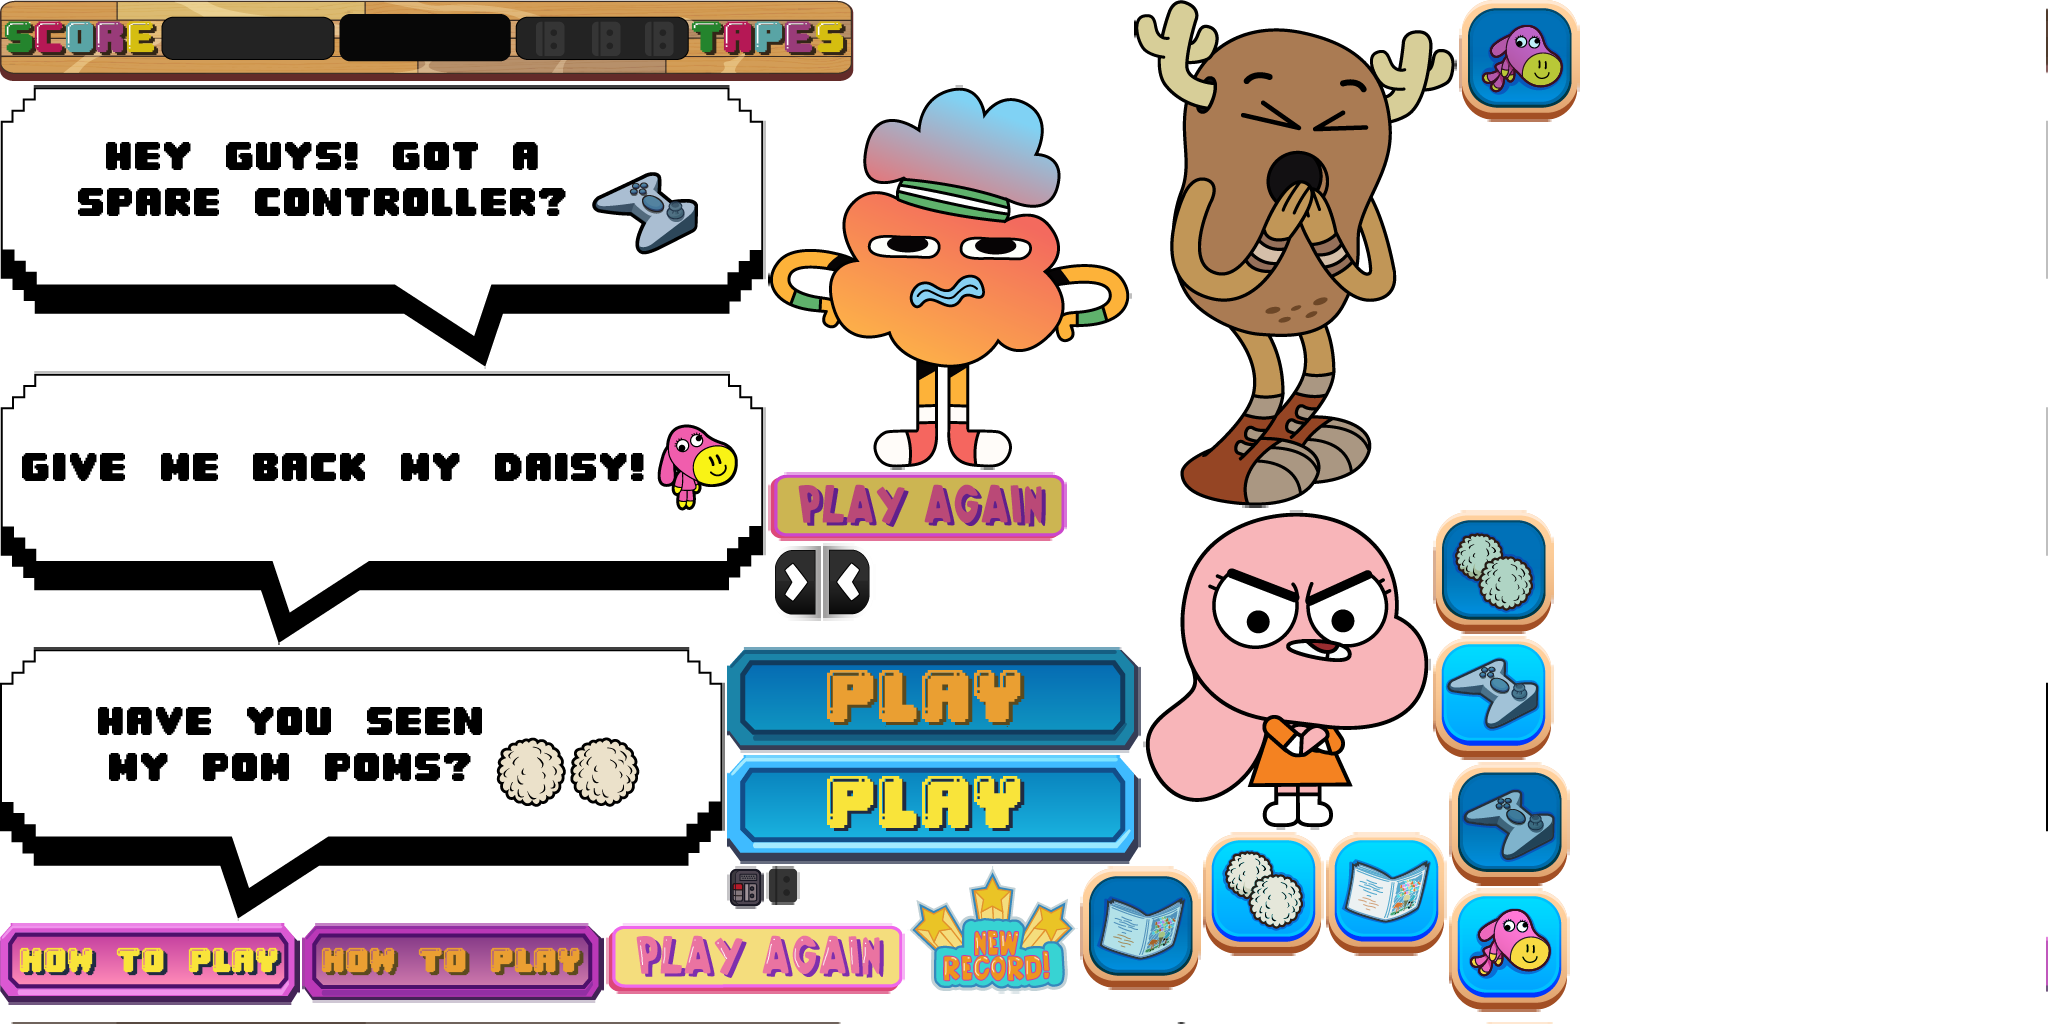 SCORE
TAPES
HEY GUYS! GOT A
SPARE CONTROLLER?
GIVE ME BACK MY DAISY!
PLAY AGAIN
HAVE YOU SEEN
MY POM POMS?
PLAY
PLAY
HOW TO PLAY
HOW TO PLAY
PLAY AGAIN
NEW
RECORD!